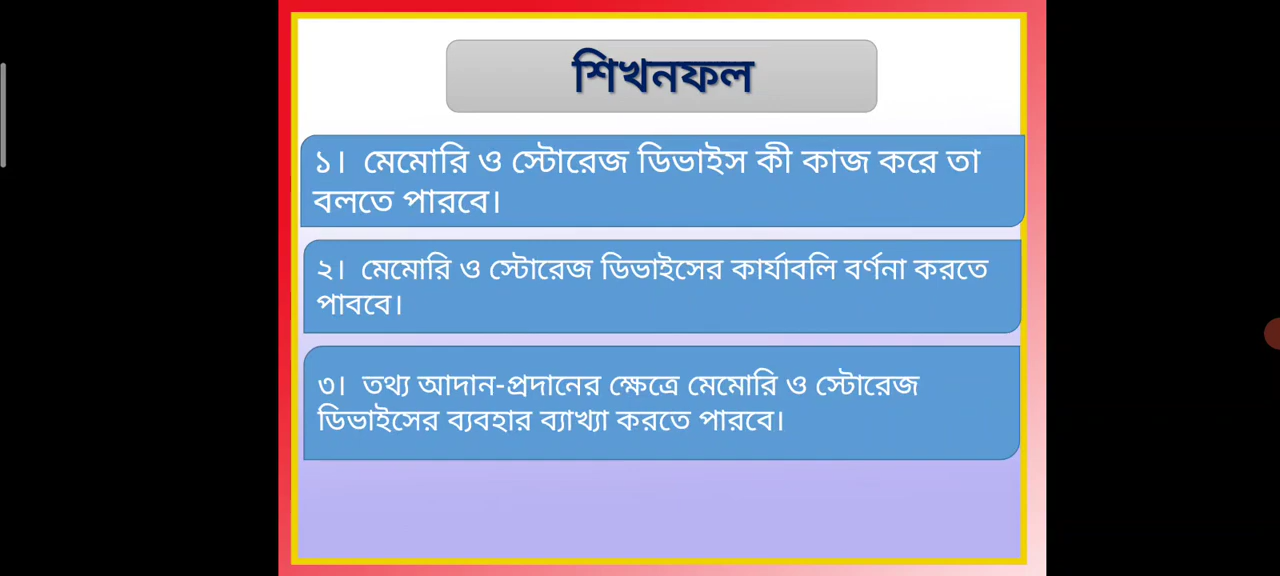 শিখনফল
১। মেমোরি ও স্টোরেজ ডিভাইস কী কাজ করে তা
বলতে পারবে।
২। মেমোরি ও স্টোরেজ ডিভাইসের কার্যাবলি বর্ণনা করতে
পাববে।
৩। তথ্য আদান-প্রদানের ক্ষেত্রে মেমোরি ও স্টোরেজ
ডিভাইসের ব্যবহার ব্যাখ্যা করতে পারবে।